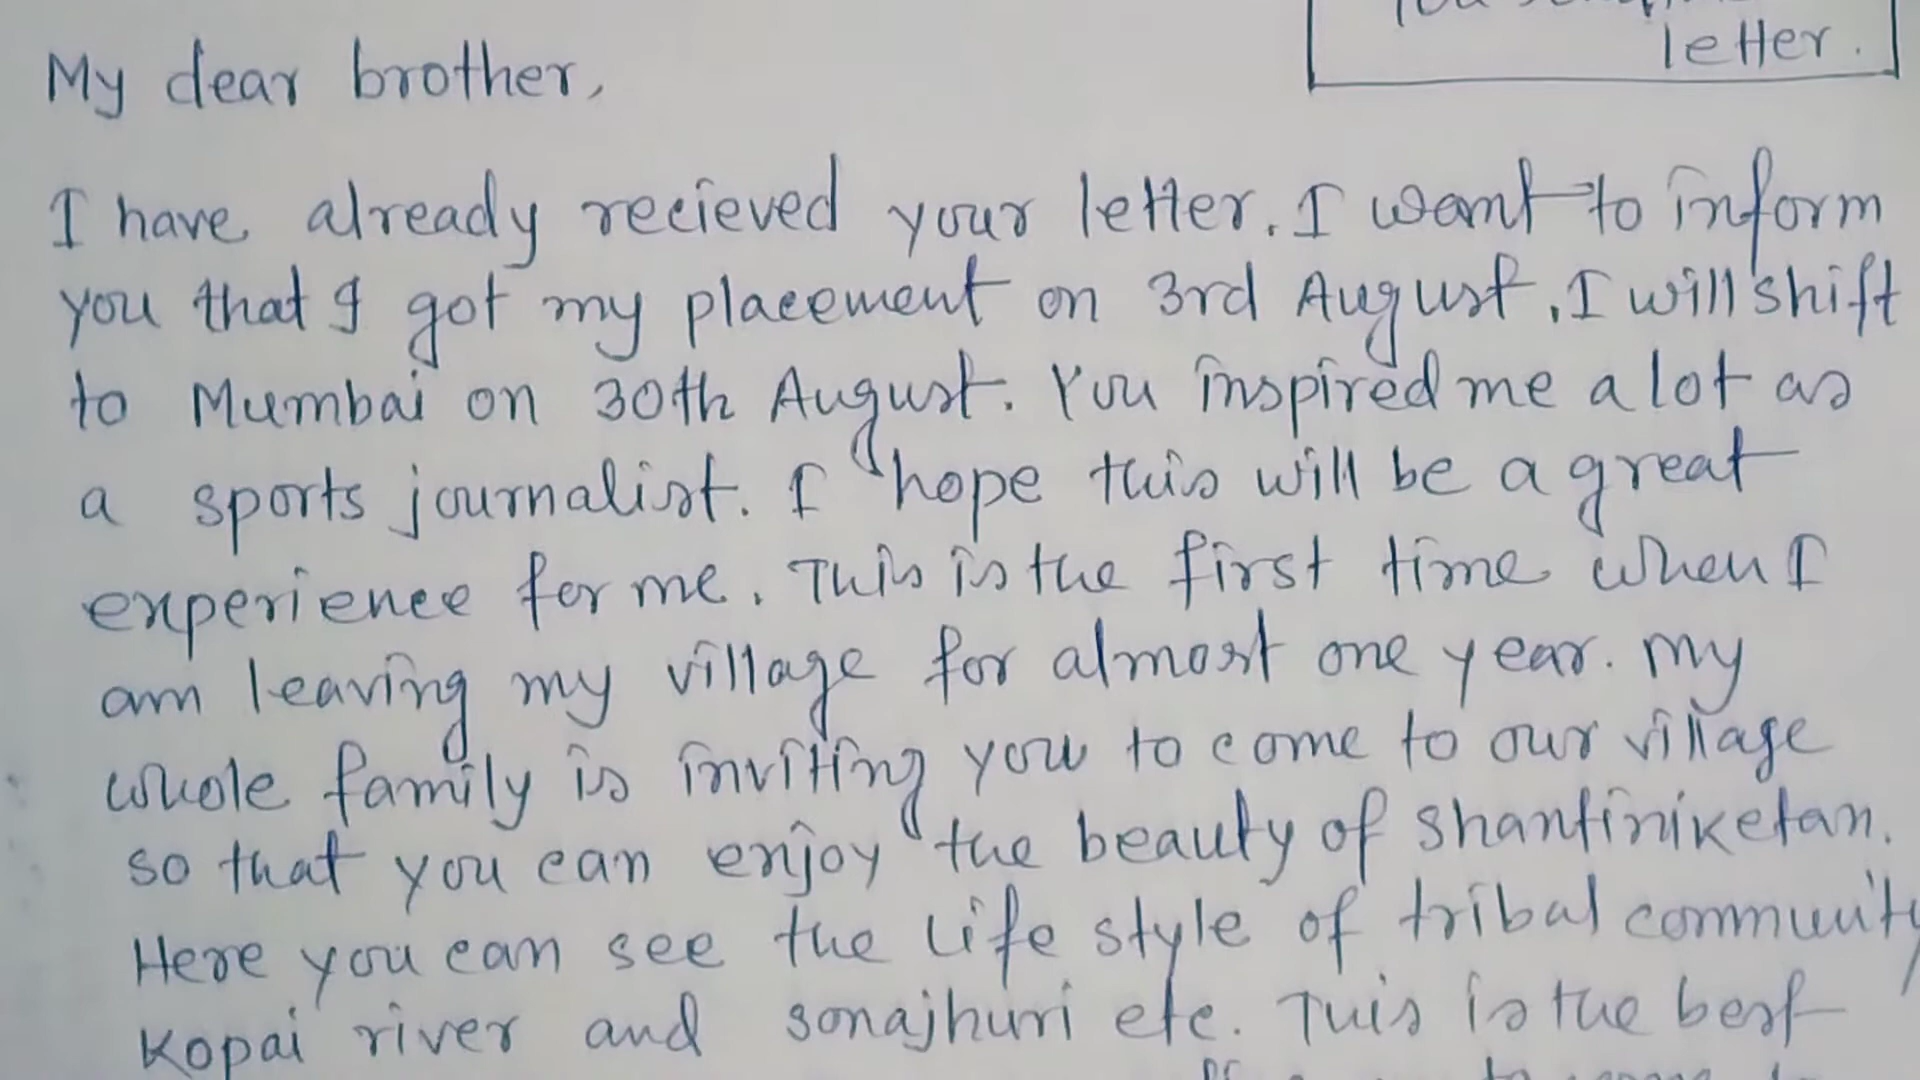 letter.
My dear brother,
I have already recieved your letter. I want to inform
you that I got my placement on 3rd August. I will shift
to Mumbai on 30th August. You inspired me a lot as
a sports journalist. I hope this will be a great
experience for me. This is the first time when I
am leaving my village for almost one year. My
whole family is inviting you to come to our village
so that you can enjoy the beauty of Shantiniketan.
Here you can see the life style of tribal community
Kopai river and sonajhuri etc. This is the best